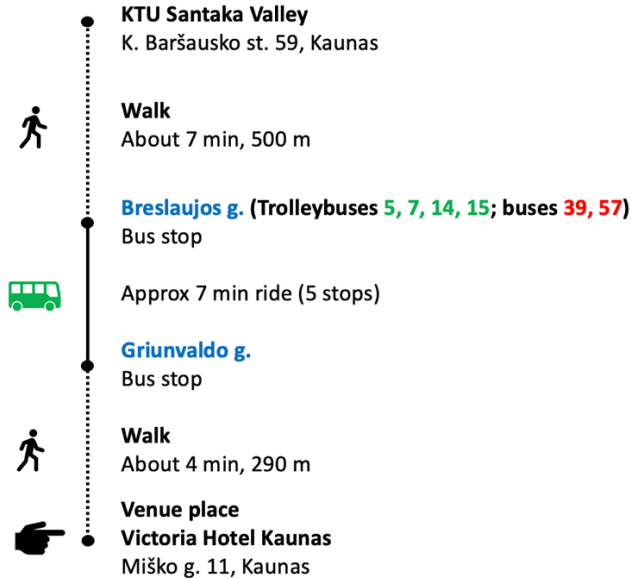 KTU Santaka Valley
K. Baršausko st. 59, Kaunas
Walk
About 7 min, 500 m
Breslaujos g. (Trolleybuses 5, 7, 14, 15; buses 39, 57)
Bus stop
Approx 7 min ride (5 stops)
Griunvaldo g.
Bus stop
Walk
About 4 min, 290 m
Venue place
Victoria Hotel Kaunas
Miško g. 11, Kaunas